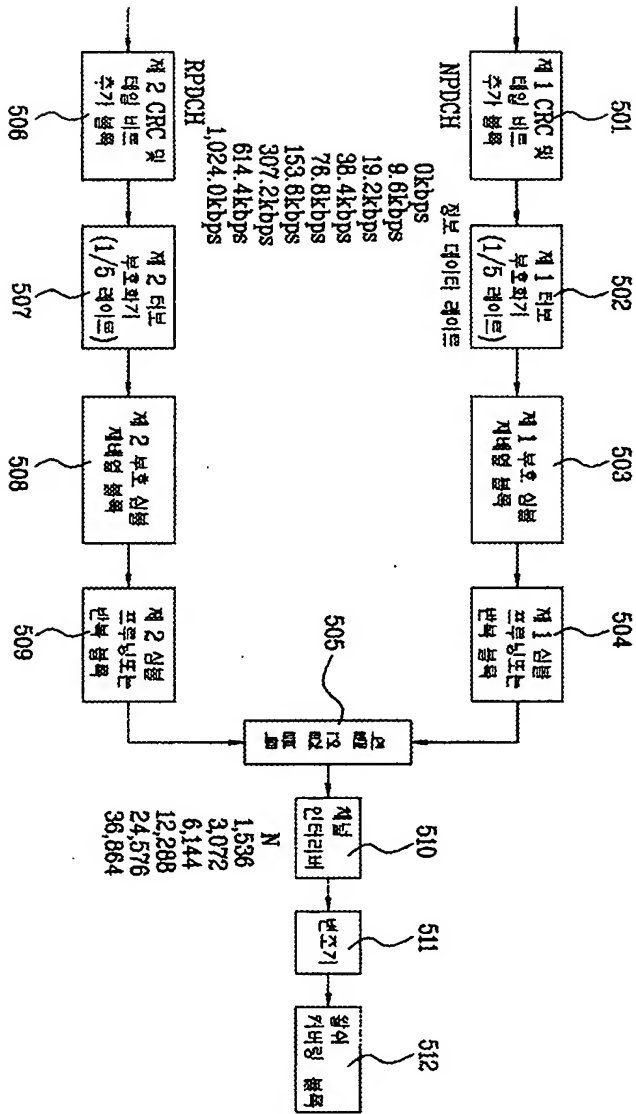 501
502
503
504
제 1 CRC 및
테일 비트
추가 블록
제 1 터보
부호화기
(1/5 레이트)
제 1 부호 심볼
재배열 블록
제 1 심볼
프루닝또는
반복 블록
NPDCH
정보 데이터 레이트
0kbps
9.6kbps
19.2kbps
38.4kbps
76.8kbps
153.6kbps
307.2kbps
614.4kbps
1,024.0kbps
505
510
511
512
채널
인터리버
변조기
월쉬
커버링 블록
N
1,536
3,072
6,144
12,288
24,576
36,864
RPDCH
제 2 CRC 및
테일 비트
추가 블록
제 2 터보
부호화기
(1/5 레이트)
제 2 부호 심볼
재배열 블록
제 2 심볼
프루닝또는
반복 블록
506
507
508
509